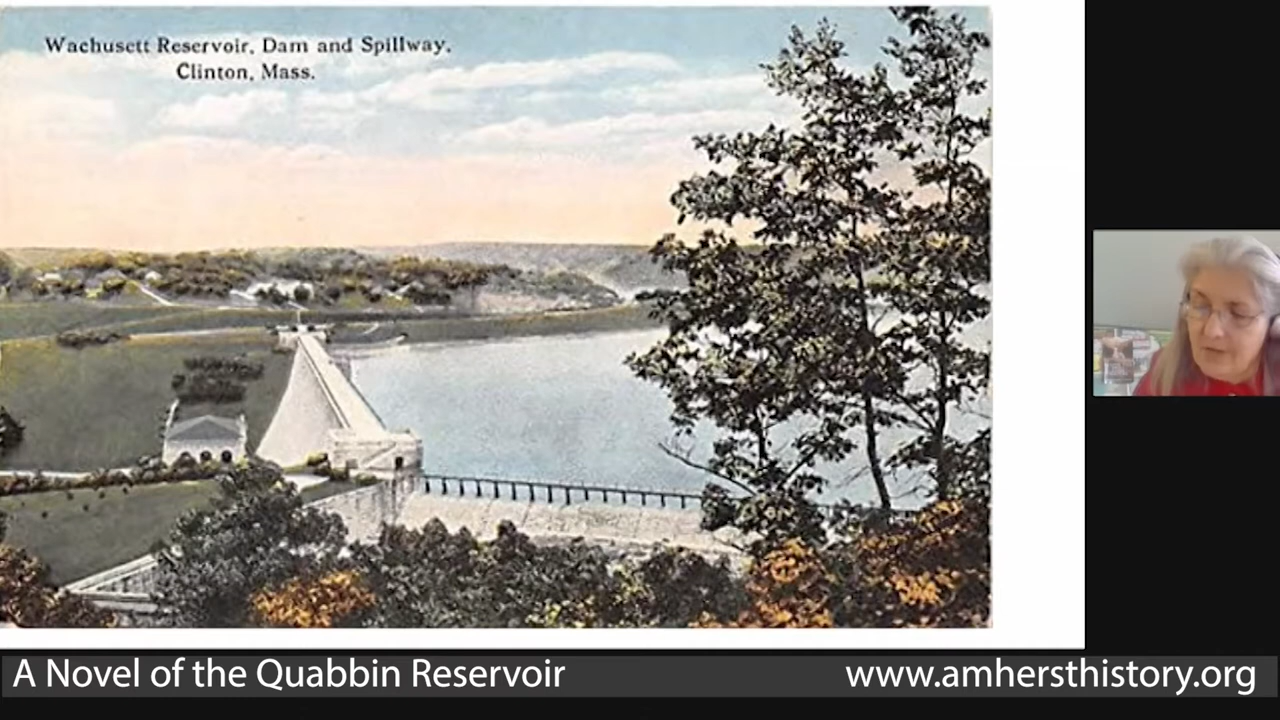 Wachusett Reservoir, Dam and Spillway,
Clinton, Mass.
A Novel of the Quabbin Reservoir
www.amhersthistory.org